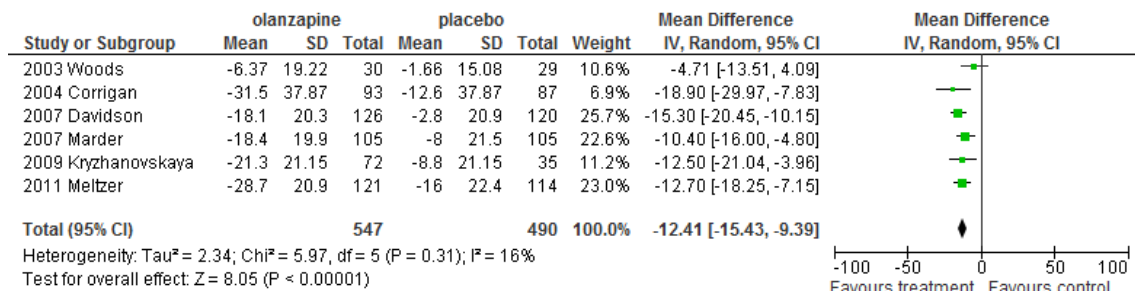 olanzapine placebo Mean Difference Mean Difference
Study or Subgroup Mean SD Total Mean SD Total Weight IV, Random, 95% CI IV, Random, 95% CI
2003 Woods -6.37 19.22 30 -1.66 15.08 29 10.6% -4.71 [-13.51, 4.09]
2004 Corrigan -31.5 37.87 93 -12.6 37.87 87 6.9% -18.90 [-29.97, -7.83]
2007 Davidson -18.1 20.3 126 -2.8 20.9 120 25.7% -15.30 [-20.45, -10.15]
2007 Marder -18.4 19.9 105 -8 21.5 105 22.6% -10.40 [-16.00, -4.80]
2009 Kryzhanovskaya -21.3 21.15 72 -8.8 21.15 35 11.2% -12.50 [-21.04, -3.96]
2011 Meltzer -28.7 20.9 121 -16 22.4 114 23.0% -12.70 [-18.25, -7.15]
Total (95% CI) 547 490 100.0% -12.41 [-15.43, -9.39]
Heterogeneity: Tau² = 2.34; Chi² = 5.97, df = 5 (P = 0.31); I² = 16%
Test for overall effect: Z = 8.05 (P < 0.00001)
-100 -50 0 50 100
Favours treatment Favours control